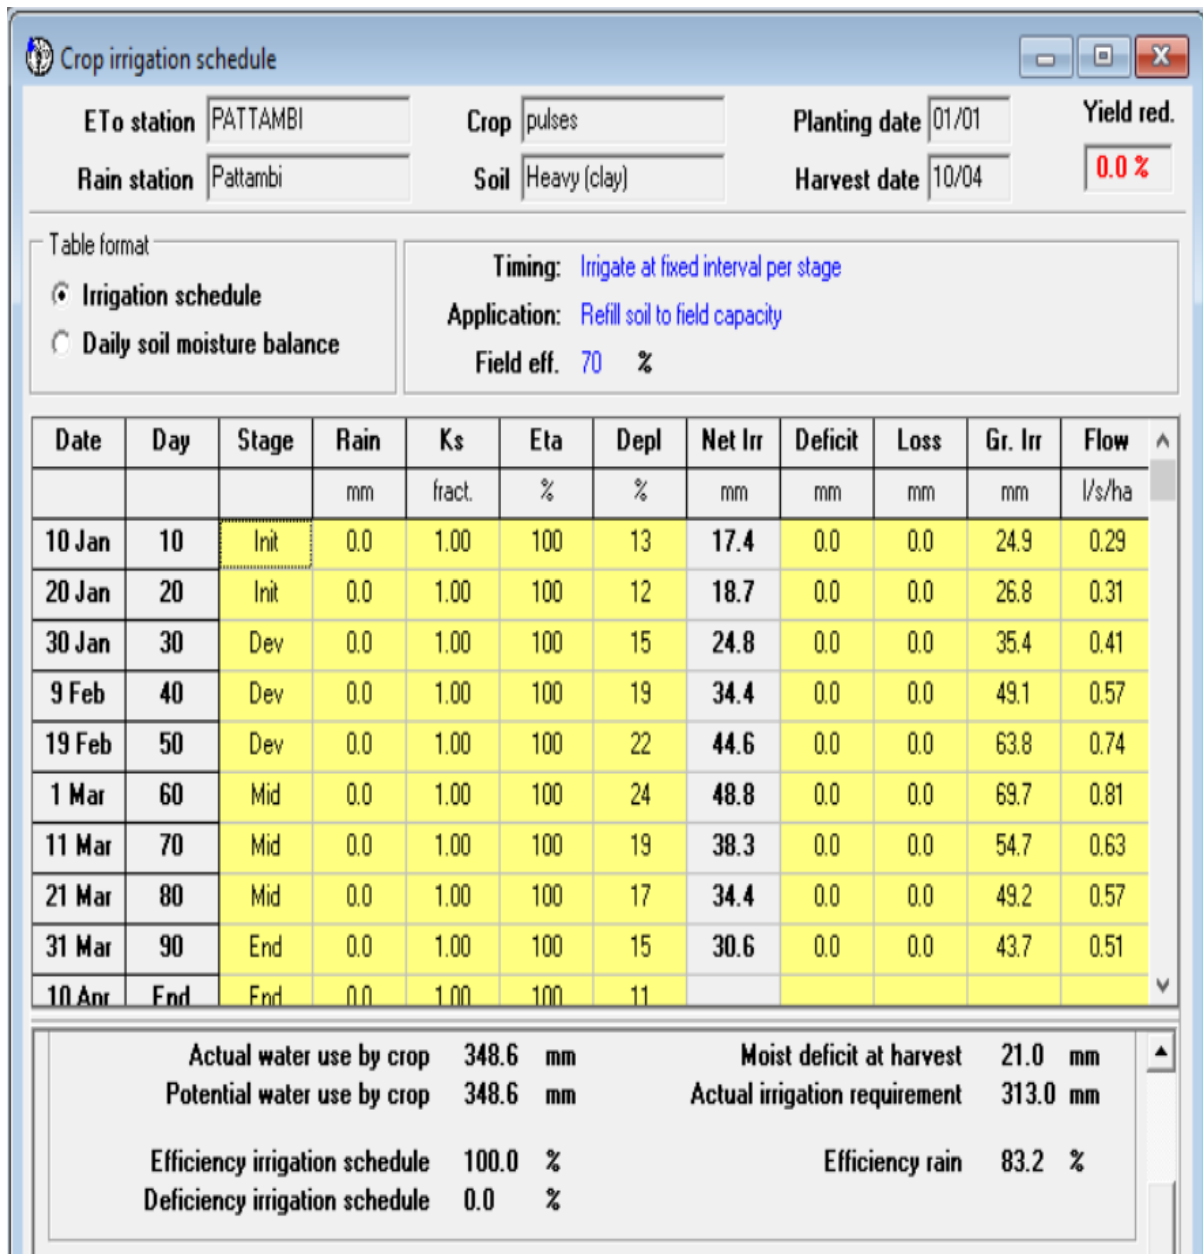 Crop irrigation schedule
ETo station PATTAMBI Crop pulses Planting date 01/01 Yield red.
Rain station Pattambi Soil Heavy (clay) Harvest date 10/04 0.0 %
Table format
Irrigation schedule
Daily soil moisture balance
Timing: Irrigate at fixed interval per stage
Application: Refill soil to field capacity
Field eff. 70 %
Date Day Stage Rain Ks Eta Depl Net Irr Deficit Loss Gr. Irr Flow
mm fract. % % mm mm mm mm l/s/ha
10 Jan 10 Init 0.0 1.00 100 13 17.4 0.0 0.0 24.9 0.29
20 Jan 20 Init 0.0 1.00 100 12 18.7 0.0 0.0 26.8 0.31
30 Jan 30 Dev 0.0 1.00 100 15 24.8 0.0 0.0 35.4 0.41
9 Feb 40 Dev 0.0 1.00 100 19 34.4 0.0 0.0 49.1 0.57
19 Feb 50 Dev 0.0 1.00 100 22 44.6 0.0 0.0 63.8 0.74
1 Mar 60 Mid 0.0 1.00 100 24 48.8 0.0 0.0 69.7 0.81
11 Mar 70 Mid 0.0 1.00 100 19 38.3 0.0 0.0 54.7 0.63
21 Mar 80 Mid 0.0 1.00 100 17 34.4 0.0 0.0 49.2 0.57
31 Mar 90 End 0.0 1.00 100 15 30.6 0.0 0.0 43.7 0.51
10 Apr End End 0.0 1.00 100 11
Actual water use by crop 348.6 mm Moist deficit at harvest 21.0 mm
Potential water use by crop 348.6 mm Actual irrigation requirement 313.0 mm
Efficiency irrigation schedule 100.0 % Efficiency rain 83.2 %
Deficiency irrigation schedule 0.0 %